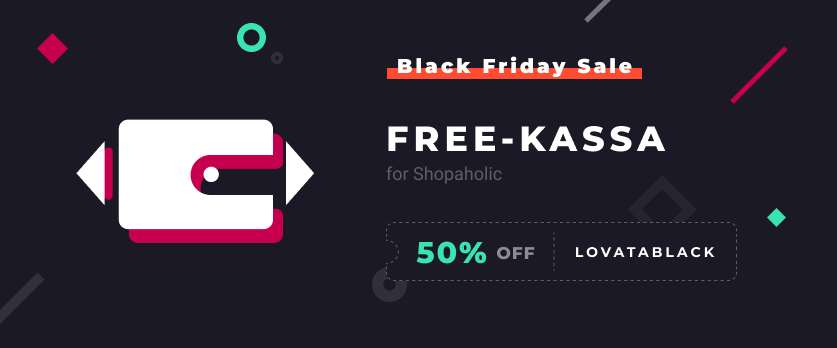 Black Friday Sale
FREE-KASSA
for Shopaholic
50% OFF LOVATABLACK